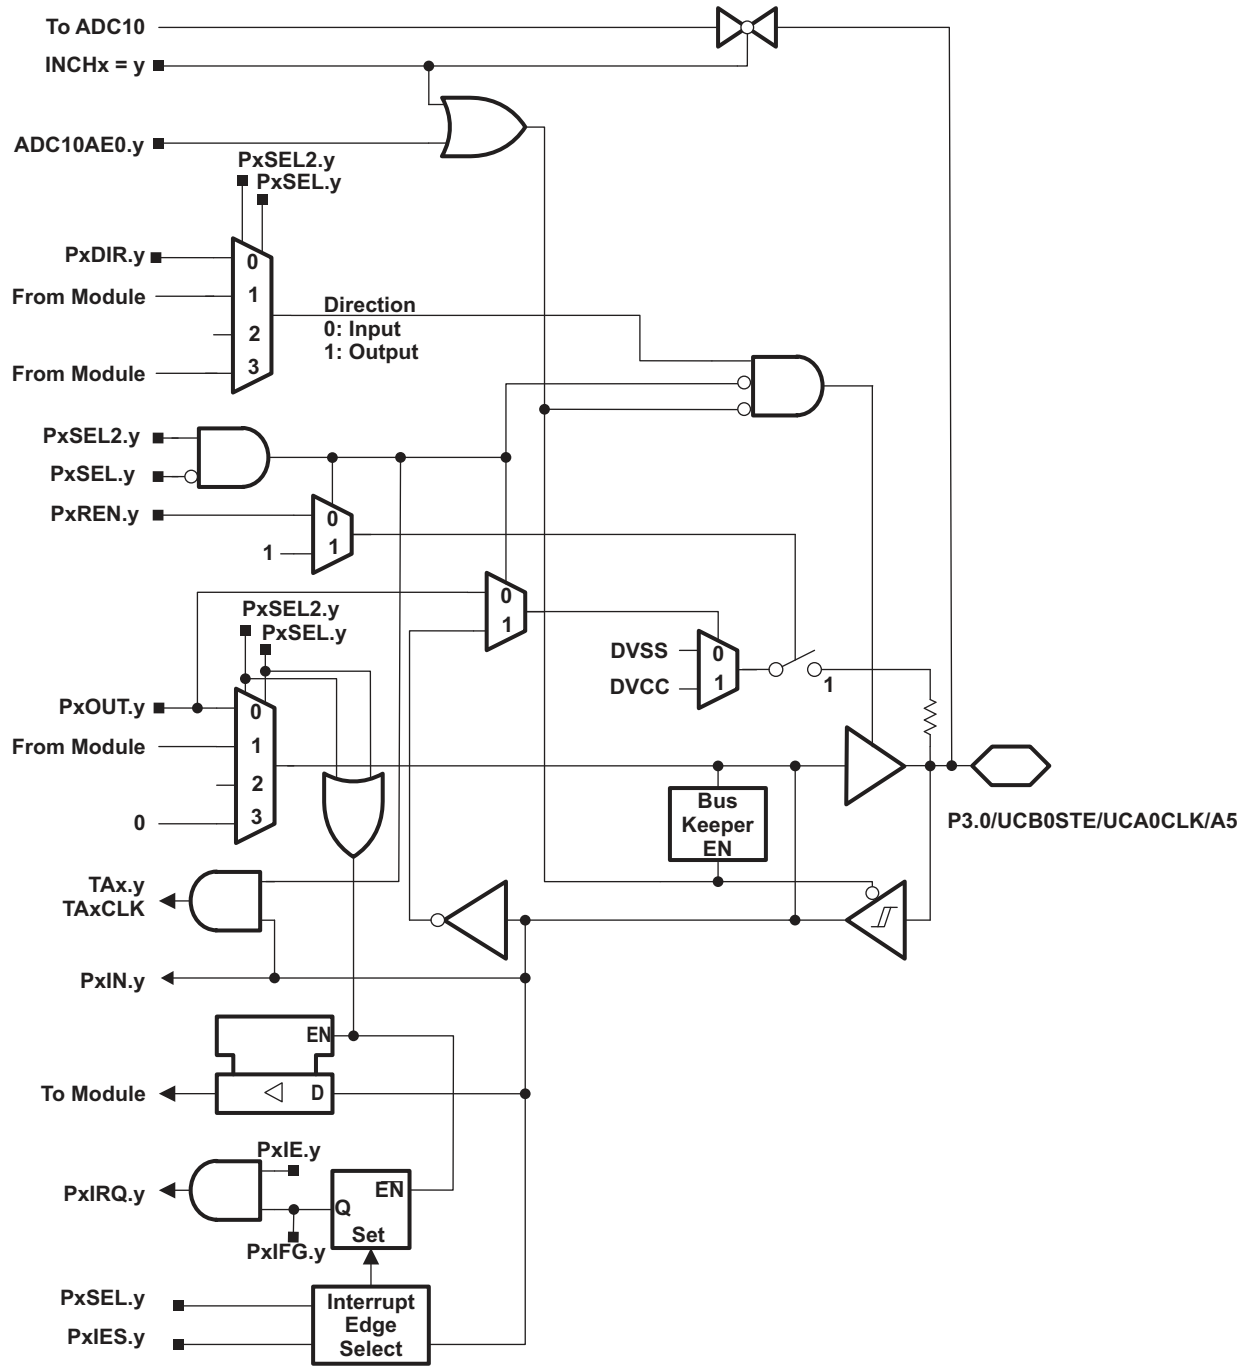 To ADC10
INCHx = y
ADC10AE0.y
PxSEL2.y
PxSEL.y
PxDIR.y
0
From Module
1
2
From Module
3
Direction
0: Input
1: Output
PxSEL2.y
PxSEL.y
PxREN.y
0
1
1
0
1
PxSEL2.y
PxSEL.y
DVSS
0
DVCC
1
1
PxOUT.y
0
From Module
1
2
0
3
Bus
Keeper
EN
P3.0/UCB0STE/UCA0CLK/A5
TAx.y
TAxCLK
PxIN.y
EN
To Module
D
PxIE.y
PxIRQ.y
EN
Q
Set
PxIFG.y
PxSEL.y
PxIES.y
Interrupt
Edge
Select